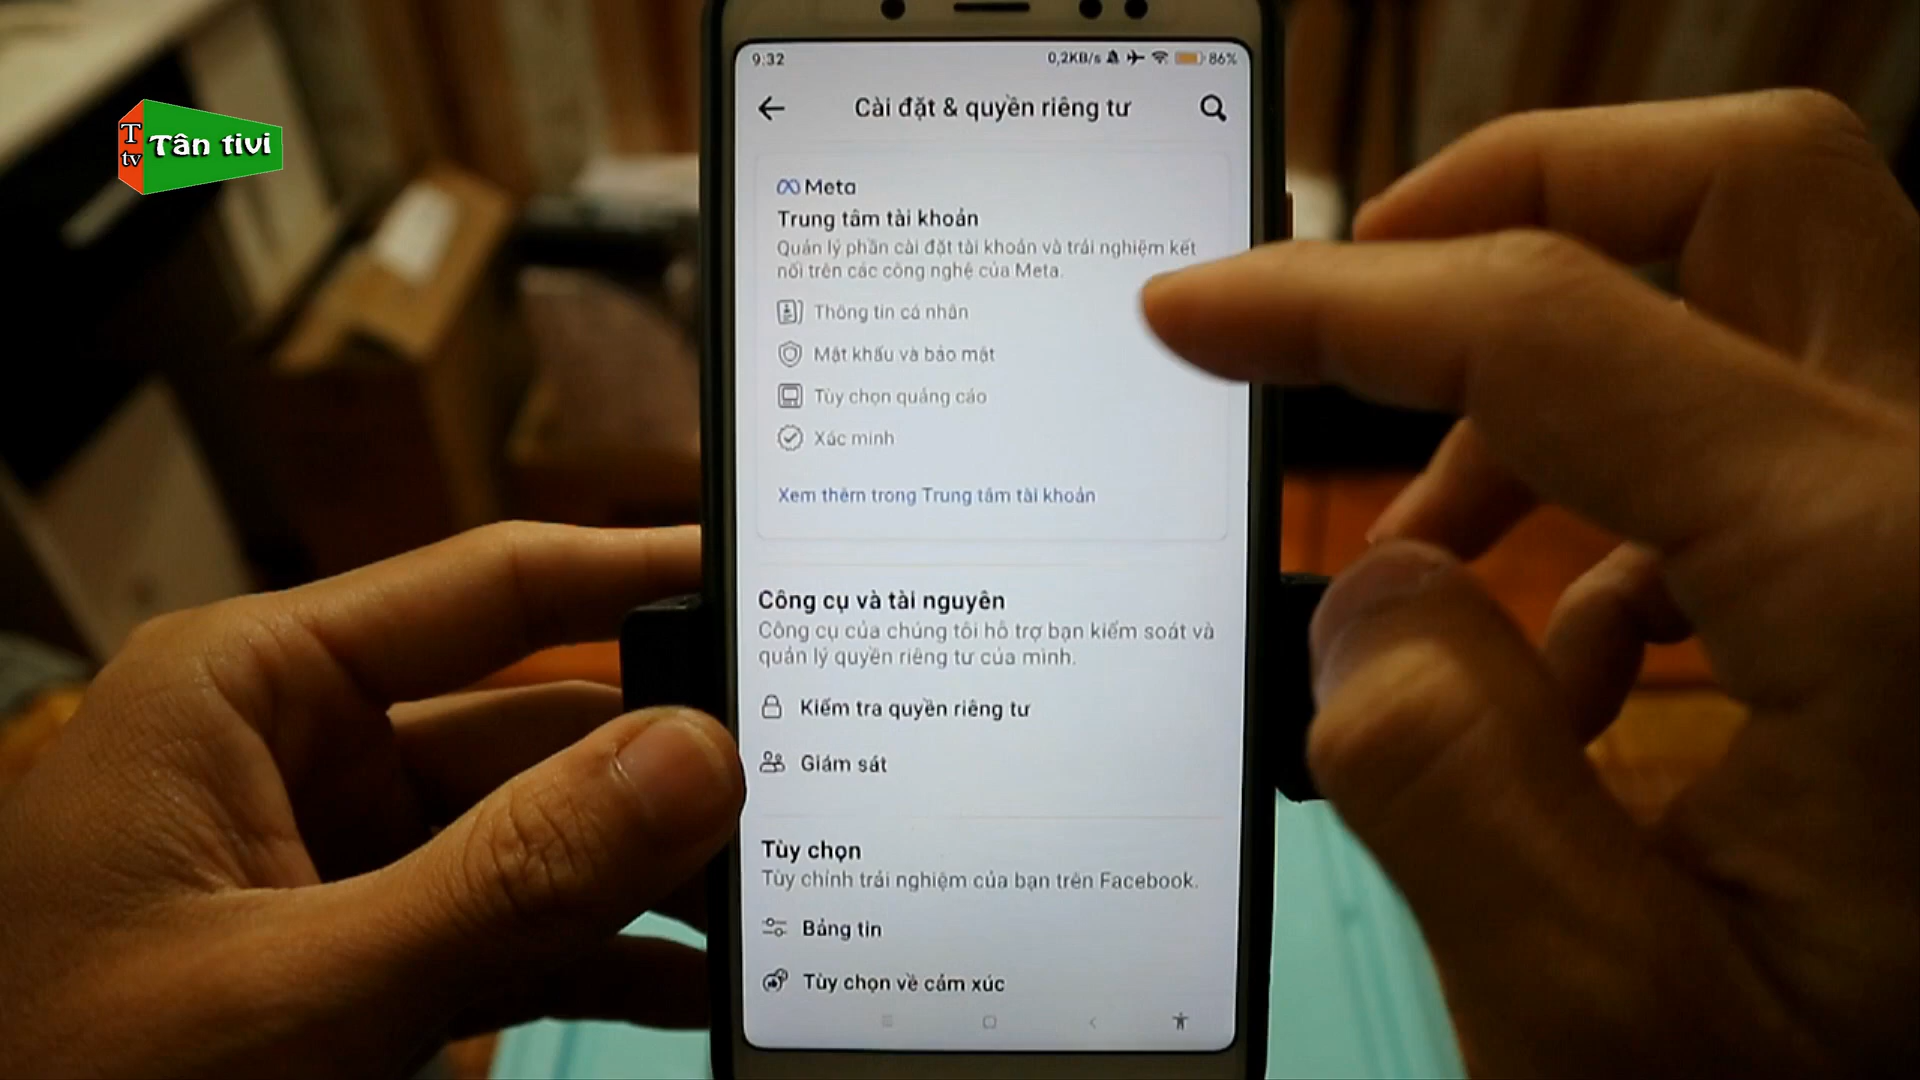 T
tv
Tân tivi
9:32
0,2KB/s
86%
Cài đặt & quyền riêng tư
Meta
Trung tâm tài khoản
Quản lý phần cài đặt tài khoản và trải nghiệm kết
nối trên các công nghệ của Meta.
Thông tin cá nhân
Mật khẩu và bảo mật
Tùy chọn quảng cáo
Xác minh
Xem thêm trong Trung tâm tài khoản
Công cụ và tài nguyên
Công cụ của chúng tôi hỗ trợ bạn kiểm soát và
quản lý quyền riêng tư của mình.
Kiểm tra quyền riêng tư
Giám sát
Tùy chọn
Tùy chỉnh trải nghiệm của bạn trên Facebook.
Bảng tin
Tùy chọn về cảm xúc